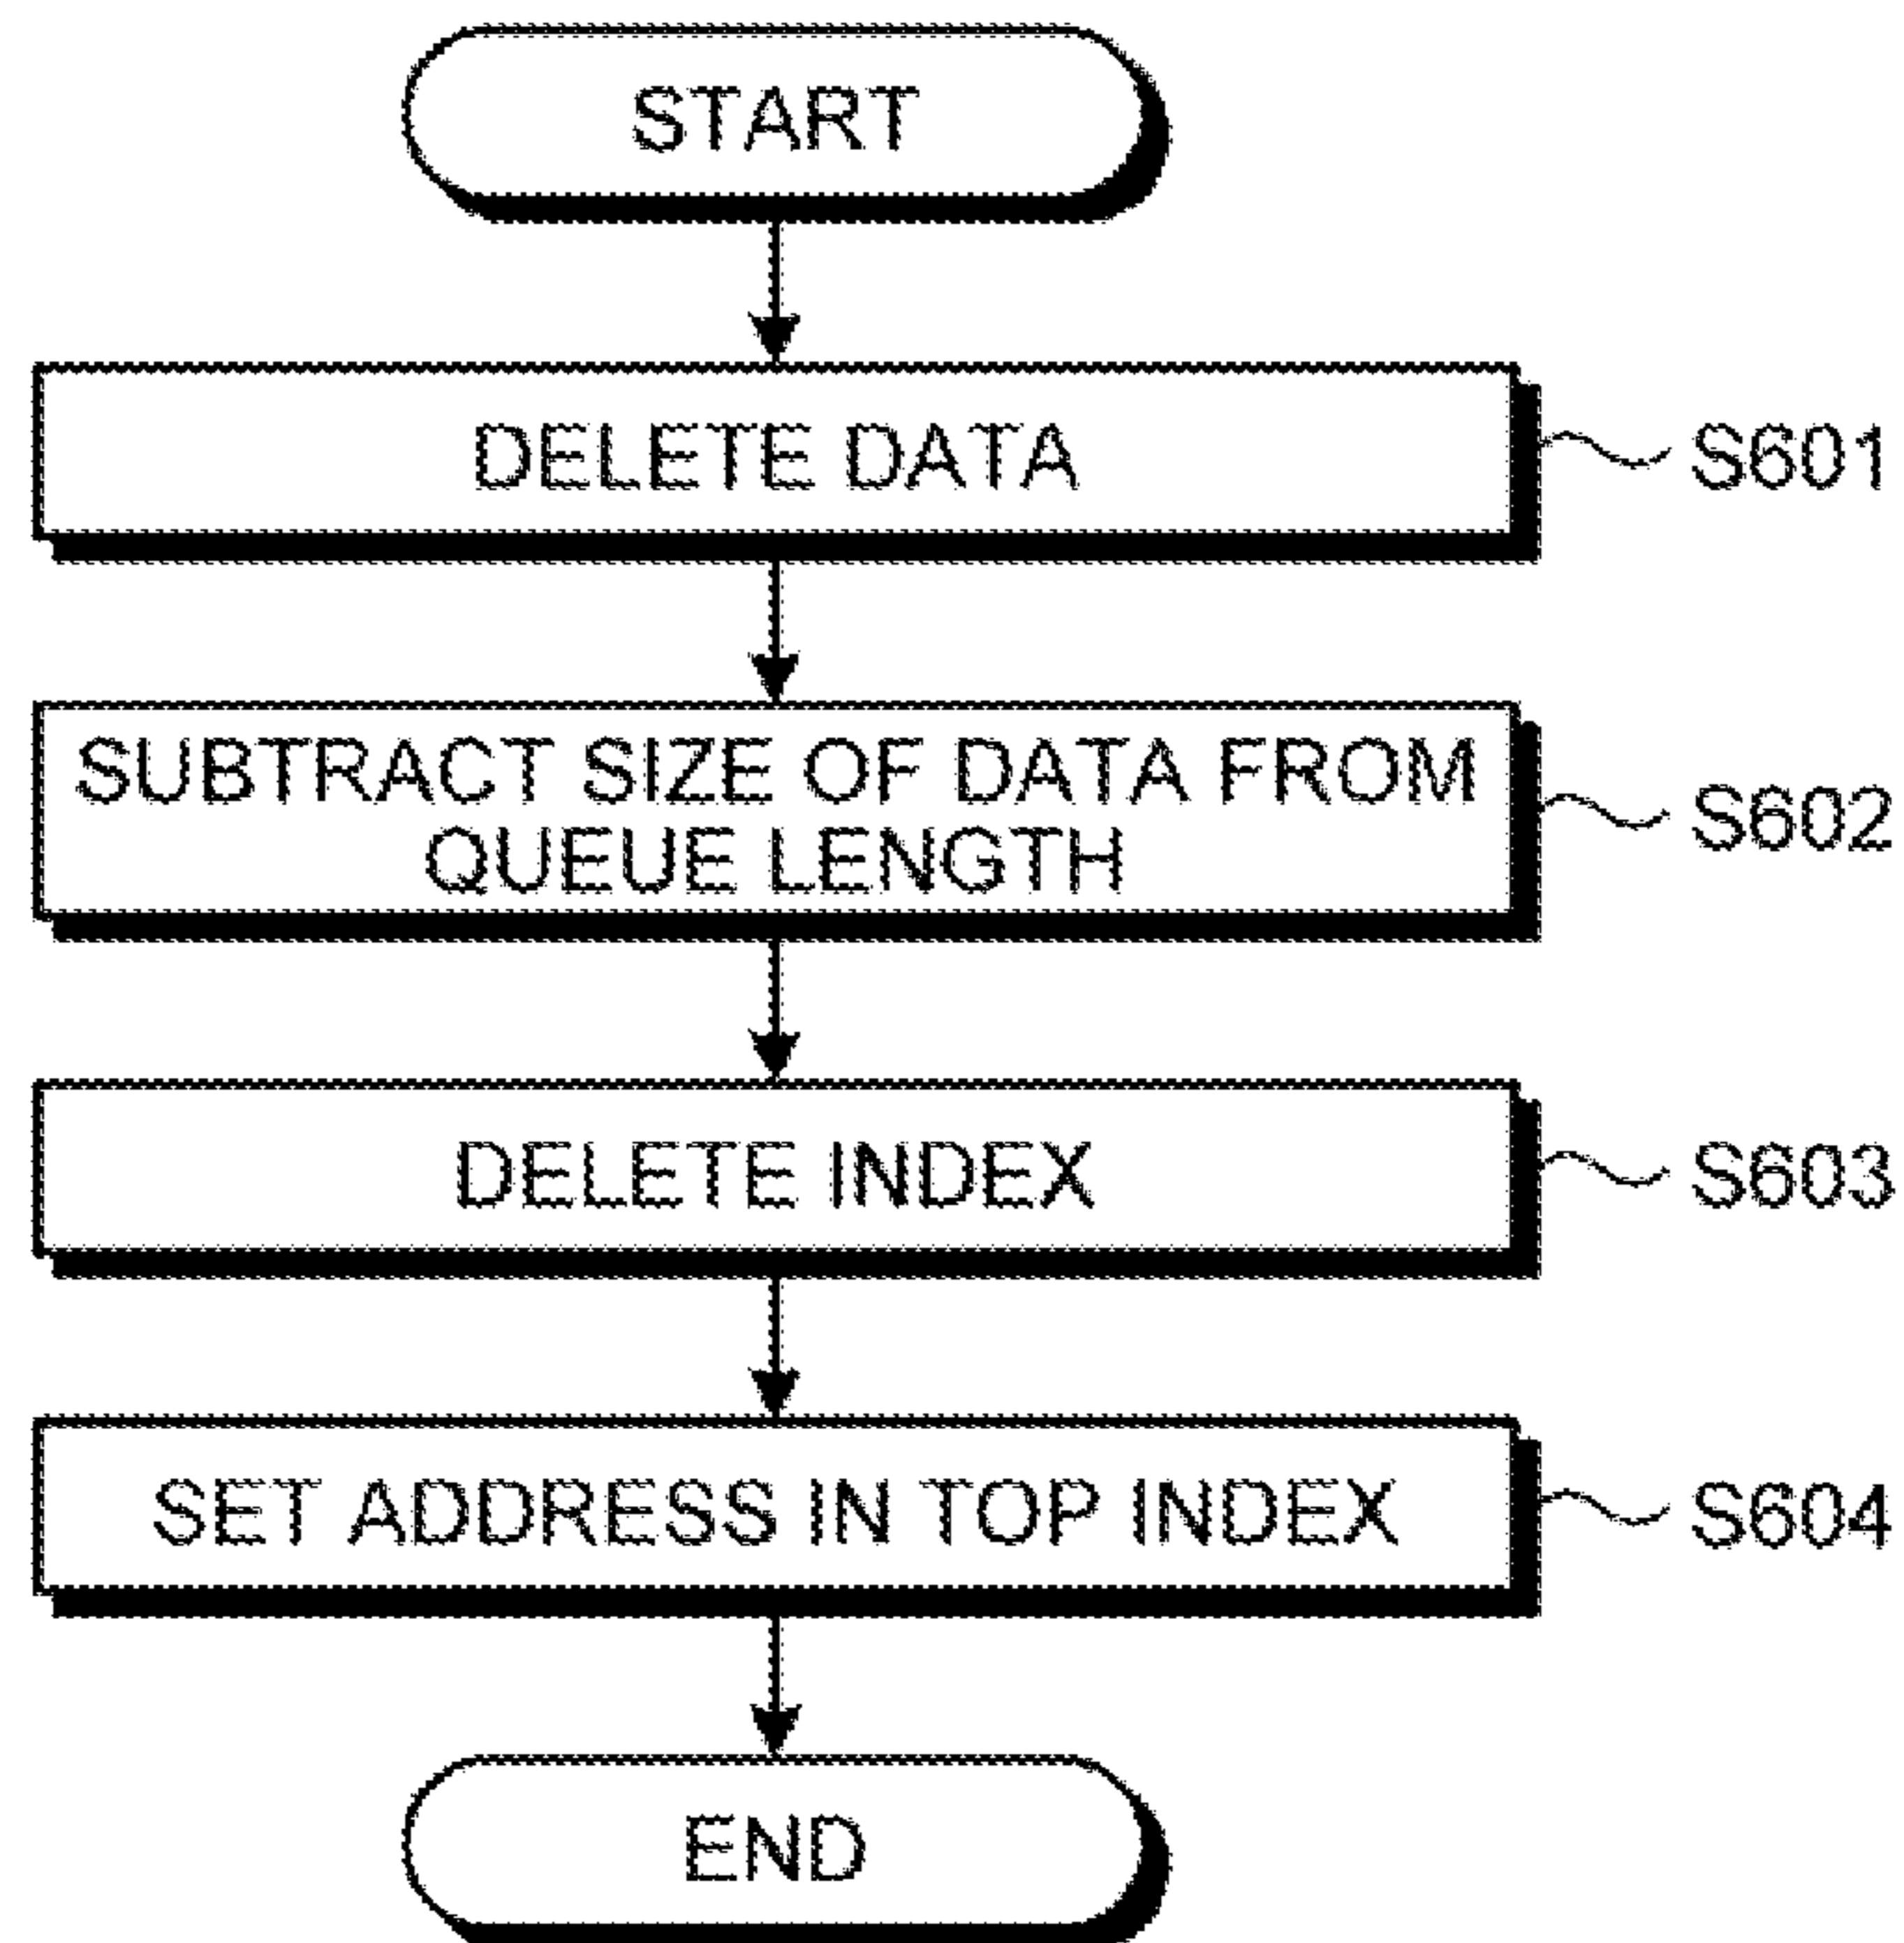 START
DELETE DATA
S601
SUBTRACT SIZE OF DATA FROM
QUEUE LENGTH
S602
DELETE INDEX
S603
SET ADDRESS IN TOP INDEX
S604
END